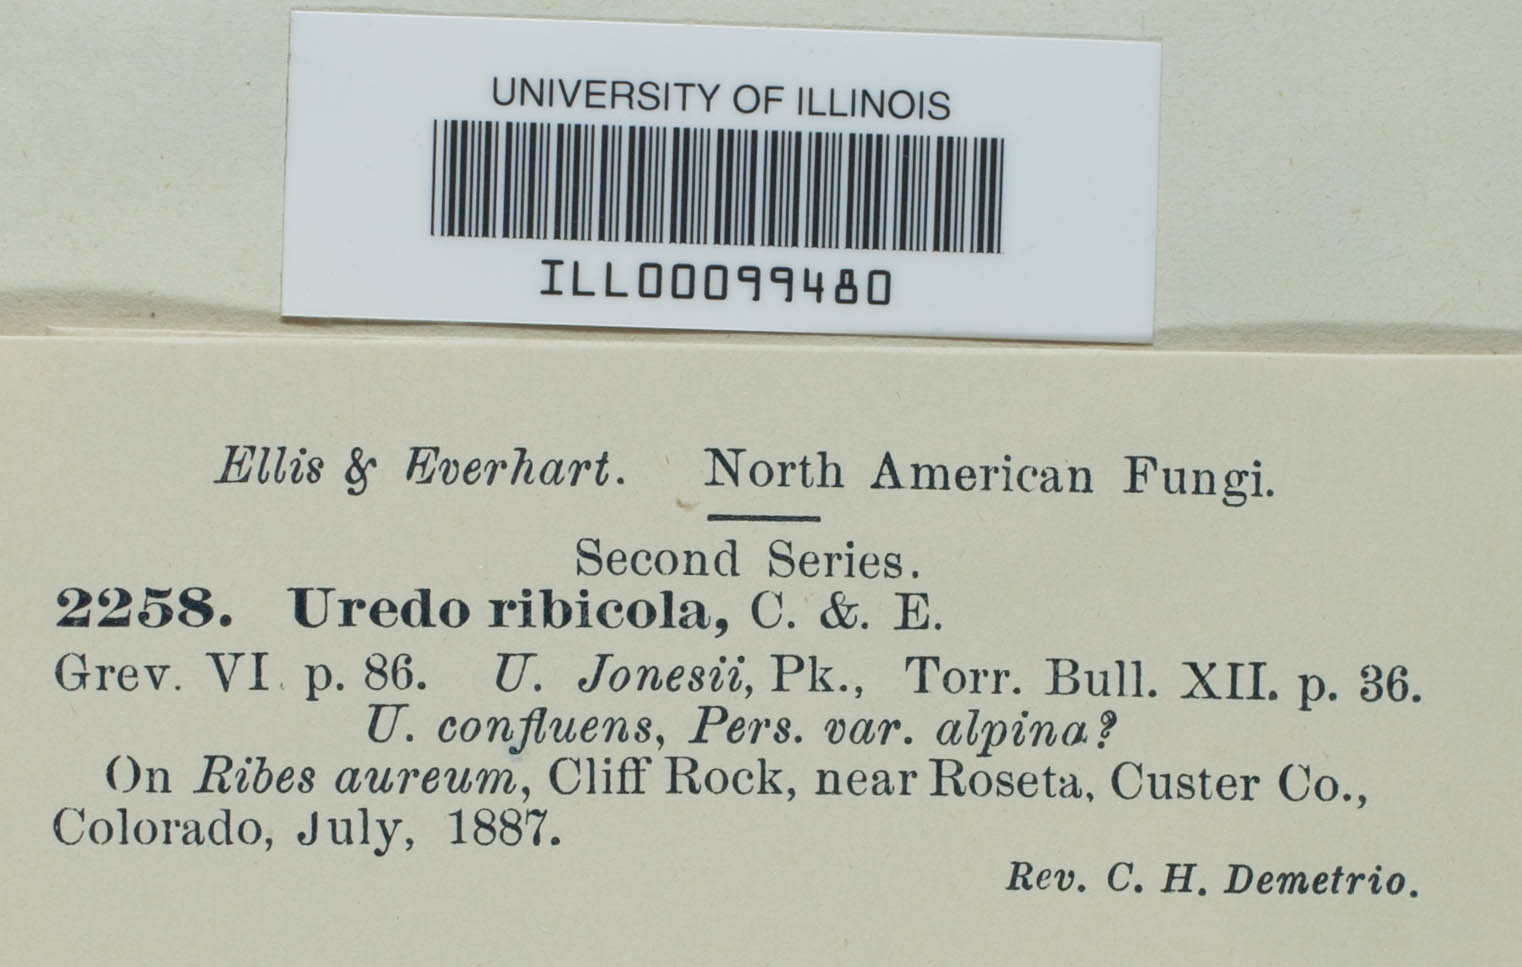 UNIVERSITY OF ILLINOIS
ILL00099480
Ellis & Everhart. North American Fungi.
Second Series.
2258. Uredo ribicola, C. &. E.
Grev. VI. p. 86. U. Jonesii, Pk., Torr. Bull. XII. p. 36.
U. confluens, Pers. var. alpina?
On Ribes aureum, Cliff Rock, near Roseta, Custer Co.,
Colorado, July, 1887.
Rev. C. H. Demetrio.